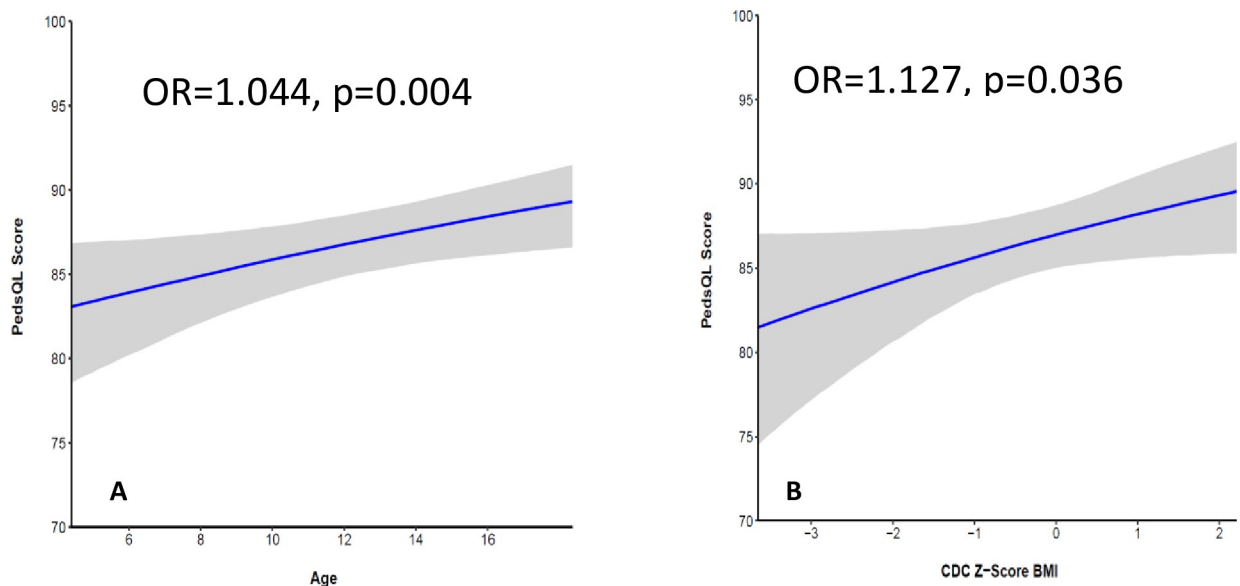 OR=1.044, p=0.004
100
95
90
85
80
75
70
PedsQL Score
A
6 8 10 12 14 16
Age
OR=1.127, p=0.036
100
95
90
85
80
75
70
PedsQL Score
B
−3 −2 −1 0 1 2
CDC Z−Score BMI